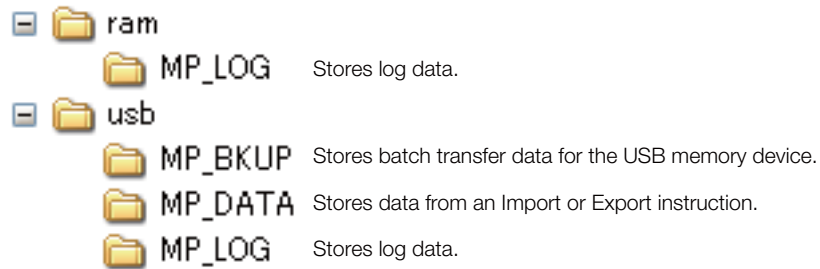 ram
MP_LOG Stores log data.
usb
MP_BKUP Stores batch transfer data for the USB memory device.
MP_DATA Stores data from an Import or Export instruction.
MP_LOG Stores log data.